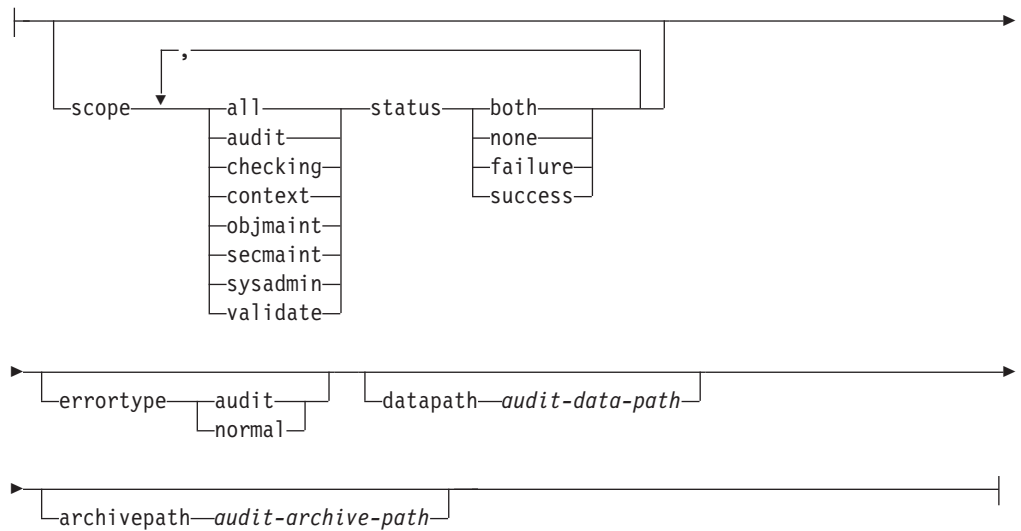 ,
scope all status both
audit none
checking failure
context success
objmaint
secmaint
sysadmin
validate
errortype audit datapath audit-data-path
normal
archivepath audit-archive-path